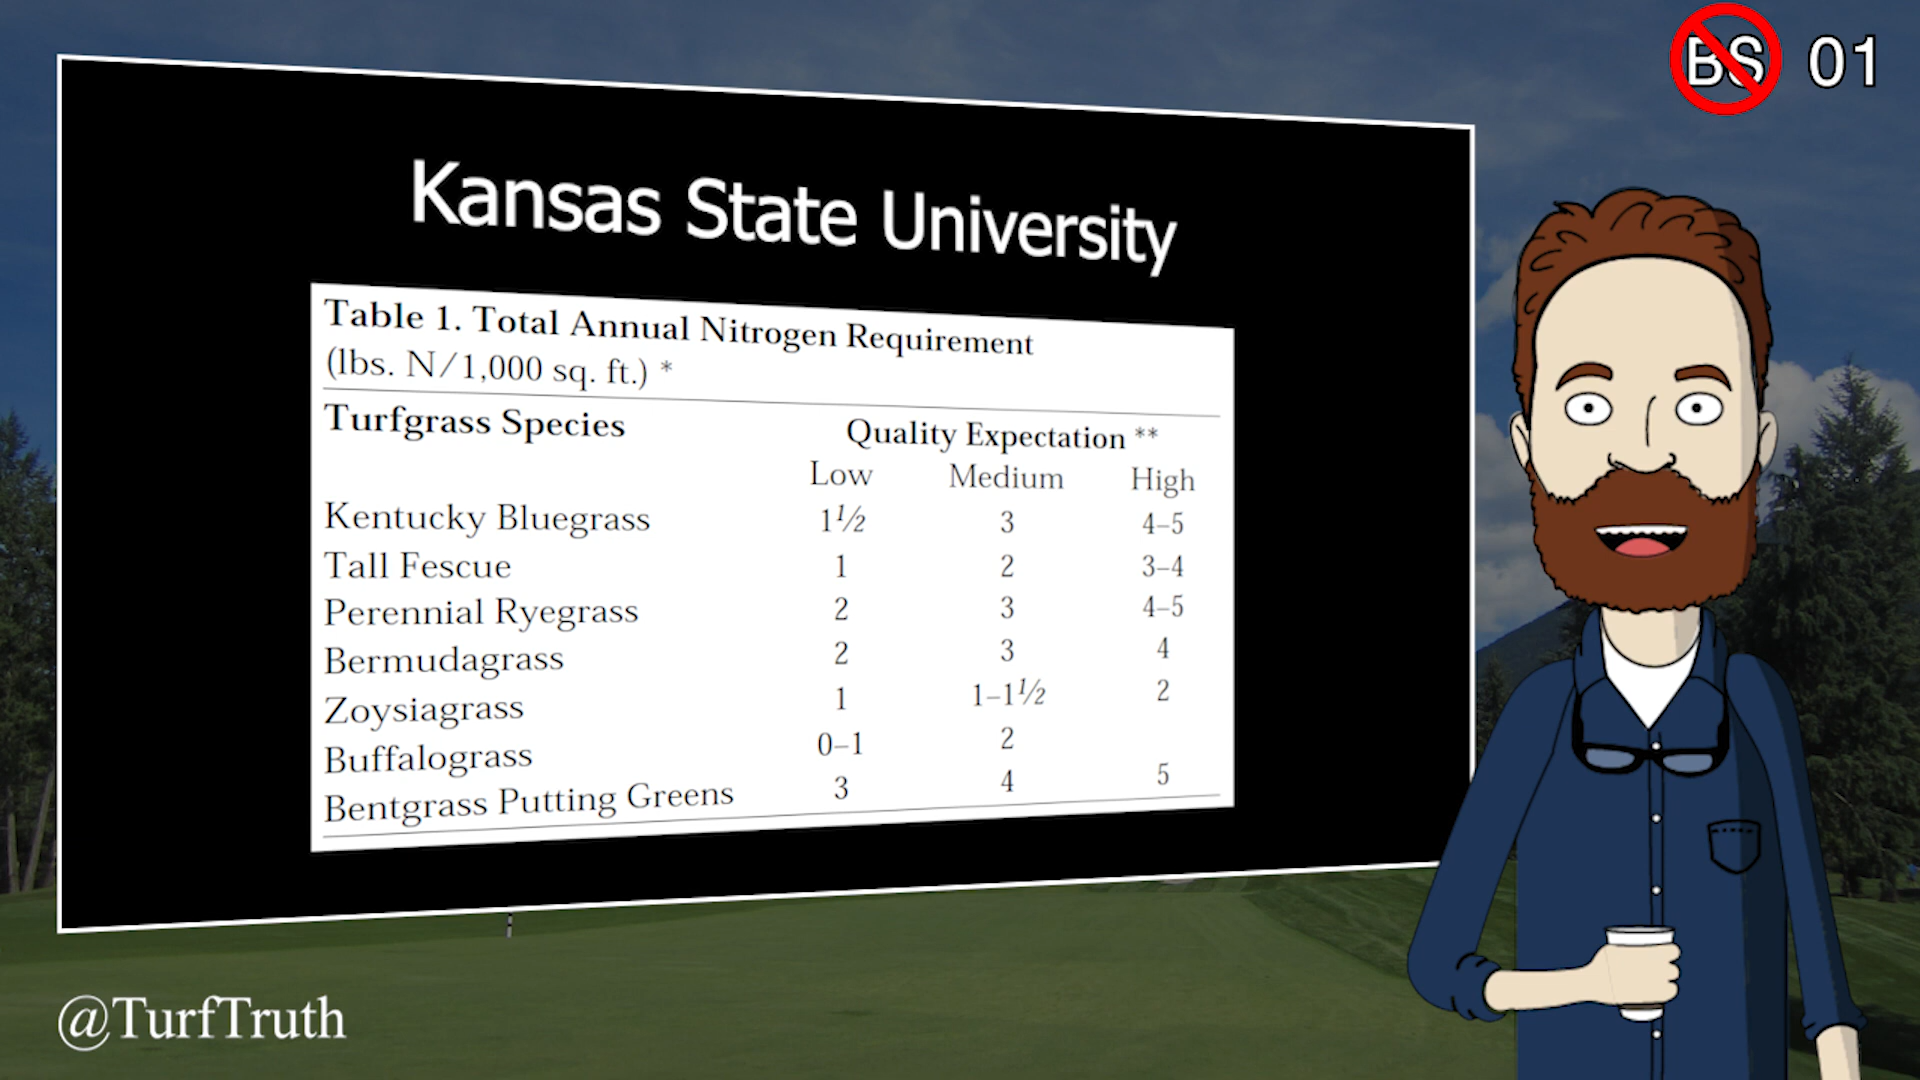 BS 01
Kansas State University
Table 1. Total Annual Nitrogen Requirement
(lbs. N/1,000 sq. ft.) *
Turfgrass Species Quality Expectation **
Low Medium High
Kentucky Bluegrass 1½ 3 4–5
Tall Fescue 1 2 3–4
Perennial Ryegrass 2 3 4–5
Bermudagrass 2 3 4
Zoysiagrass 1 1–1½ 2
Buffalograss 0–1 2
Bentgrass Putting Greens 3 4 5
@TurfTruth